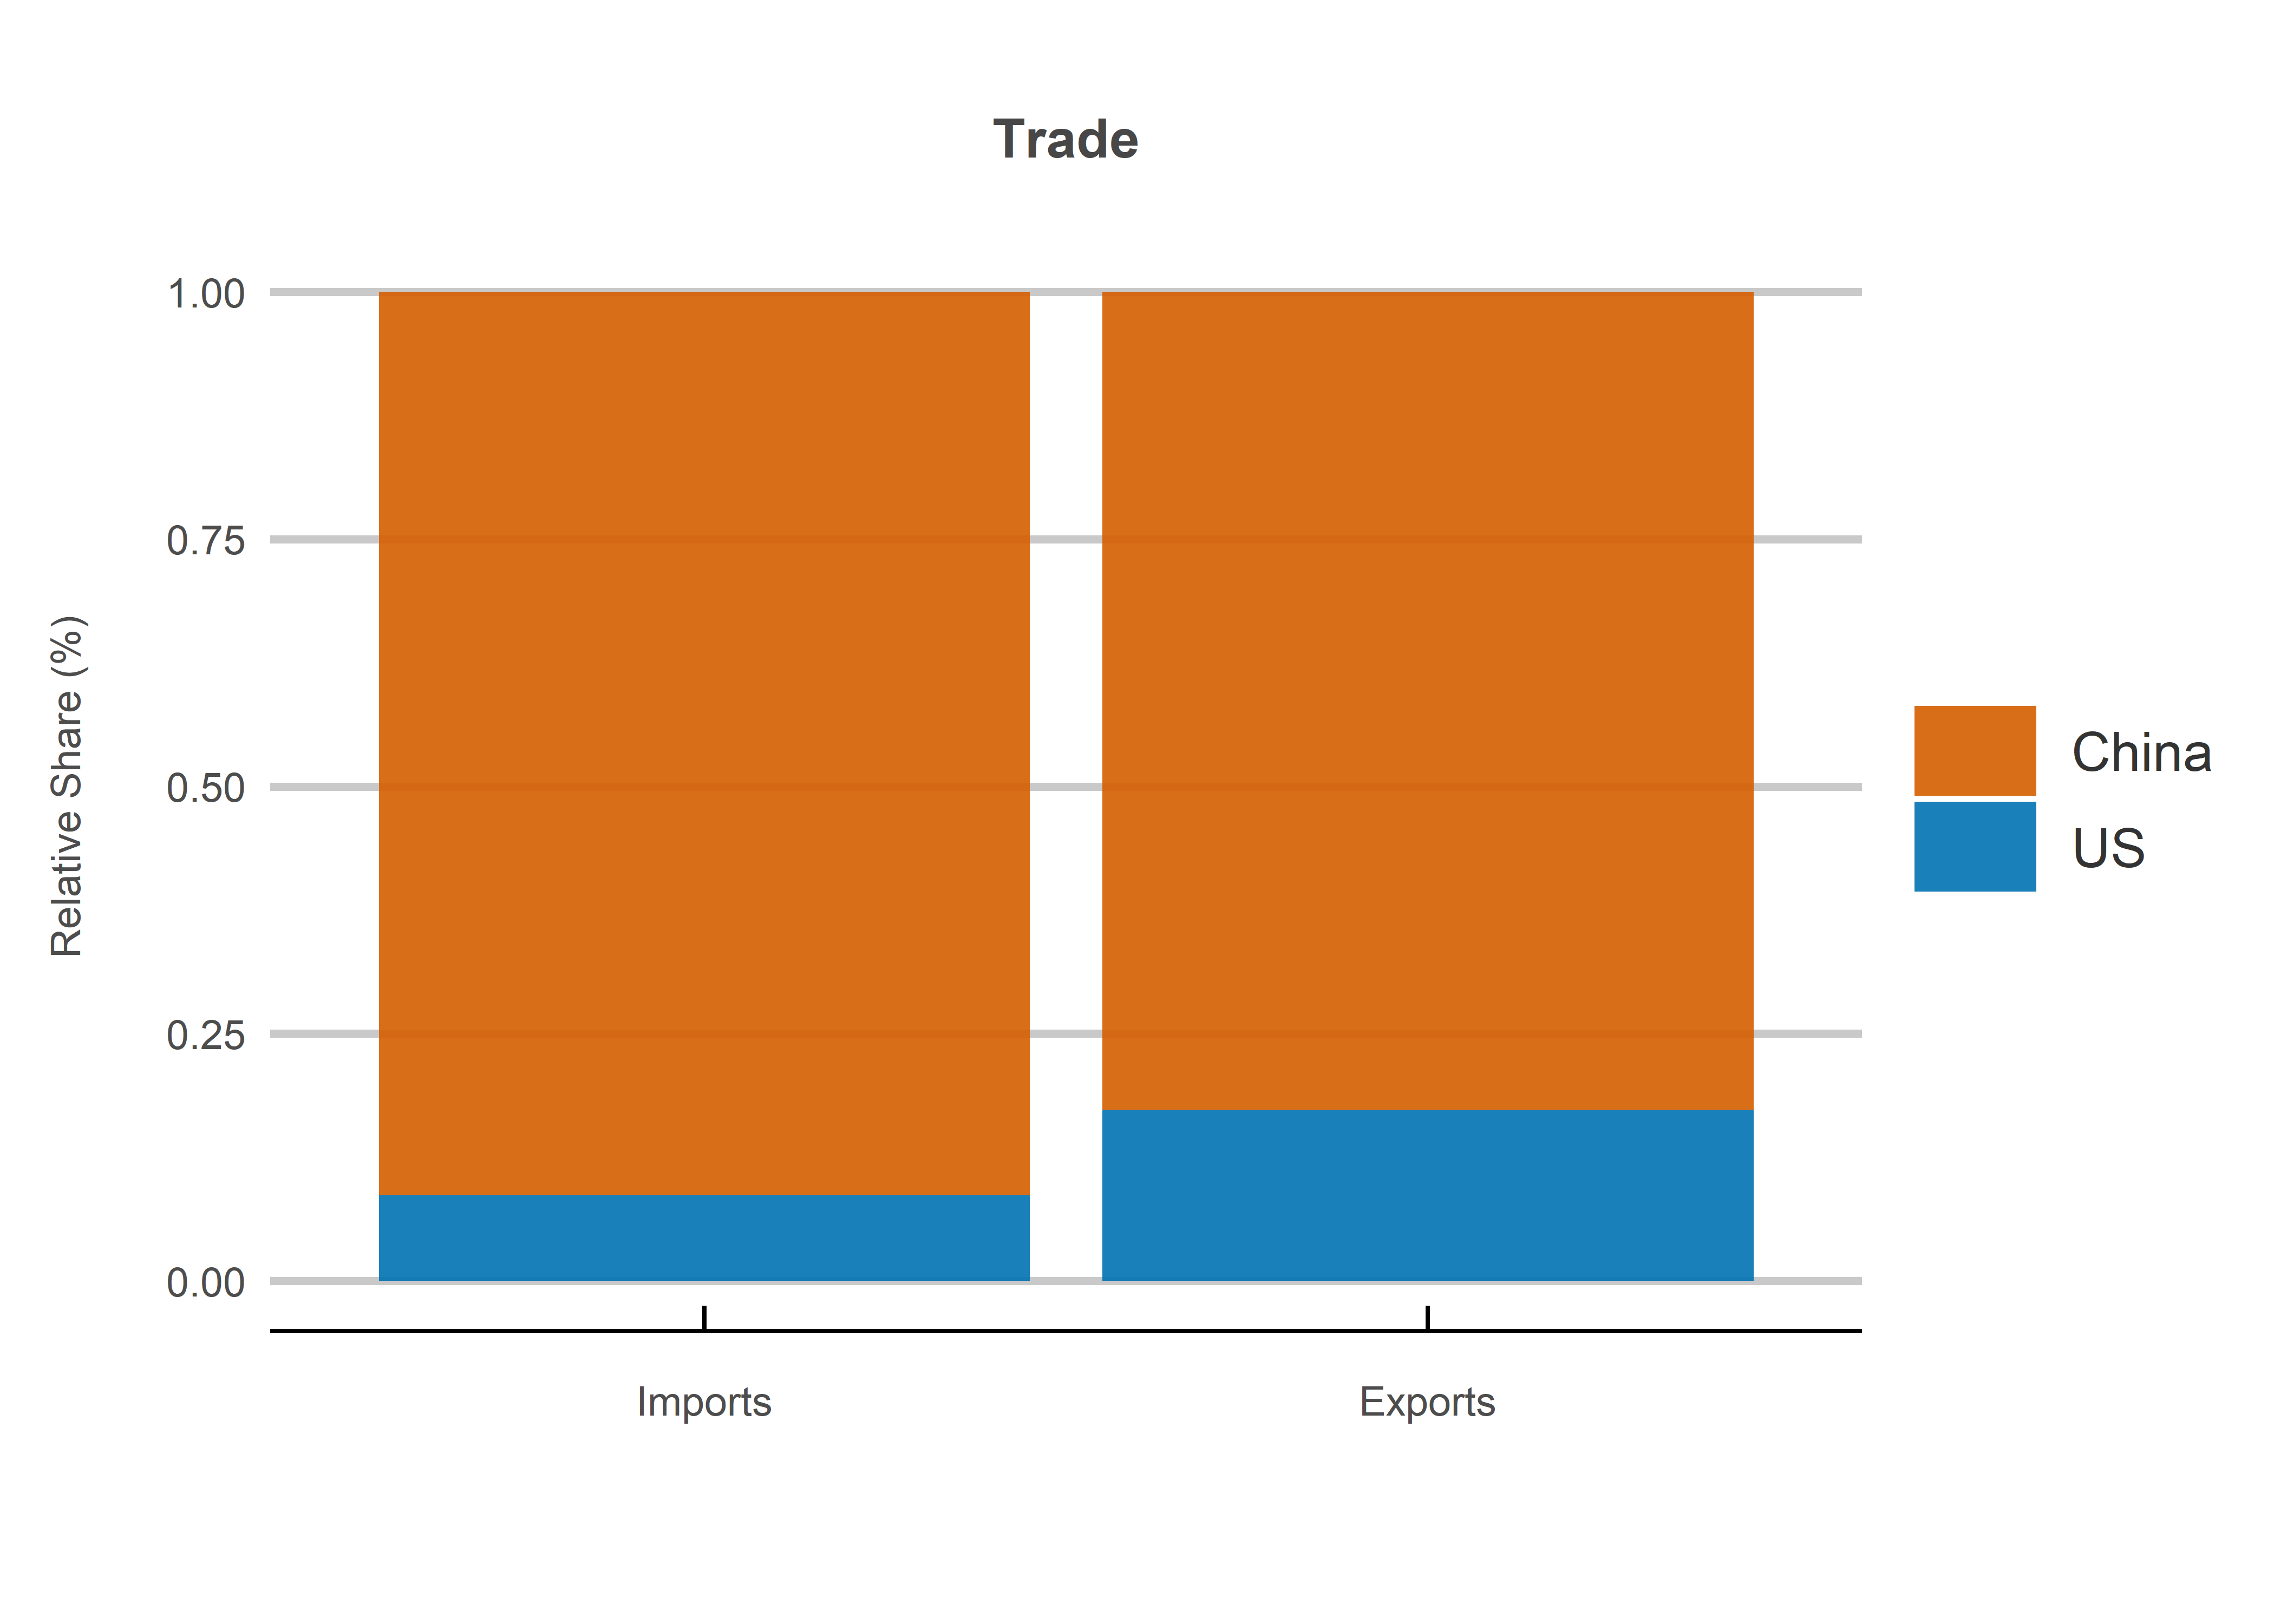 Trade
Relative Share (%)
1.00
0.75
0.50
0.25
0.00
Imports
Exports
China
US